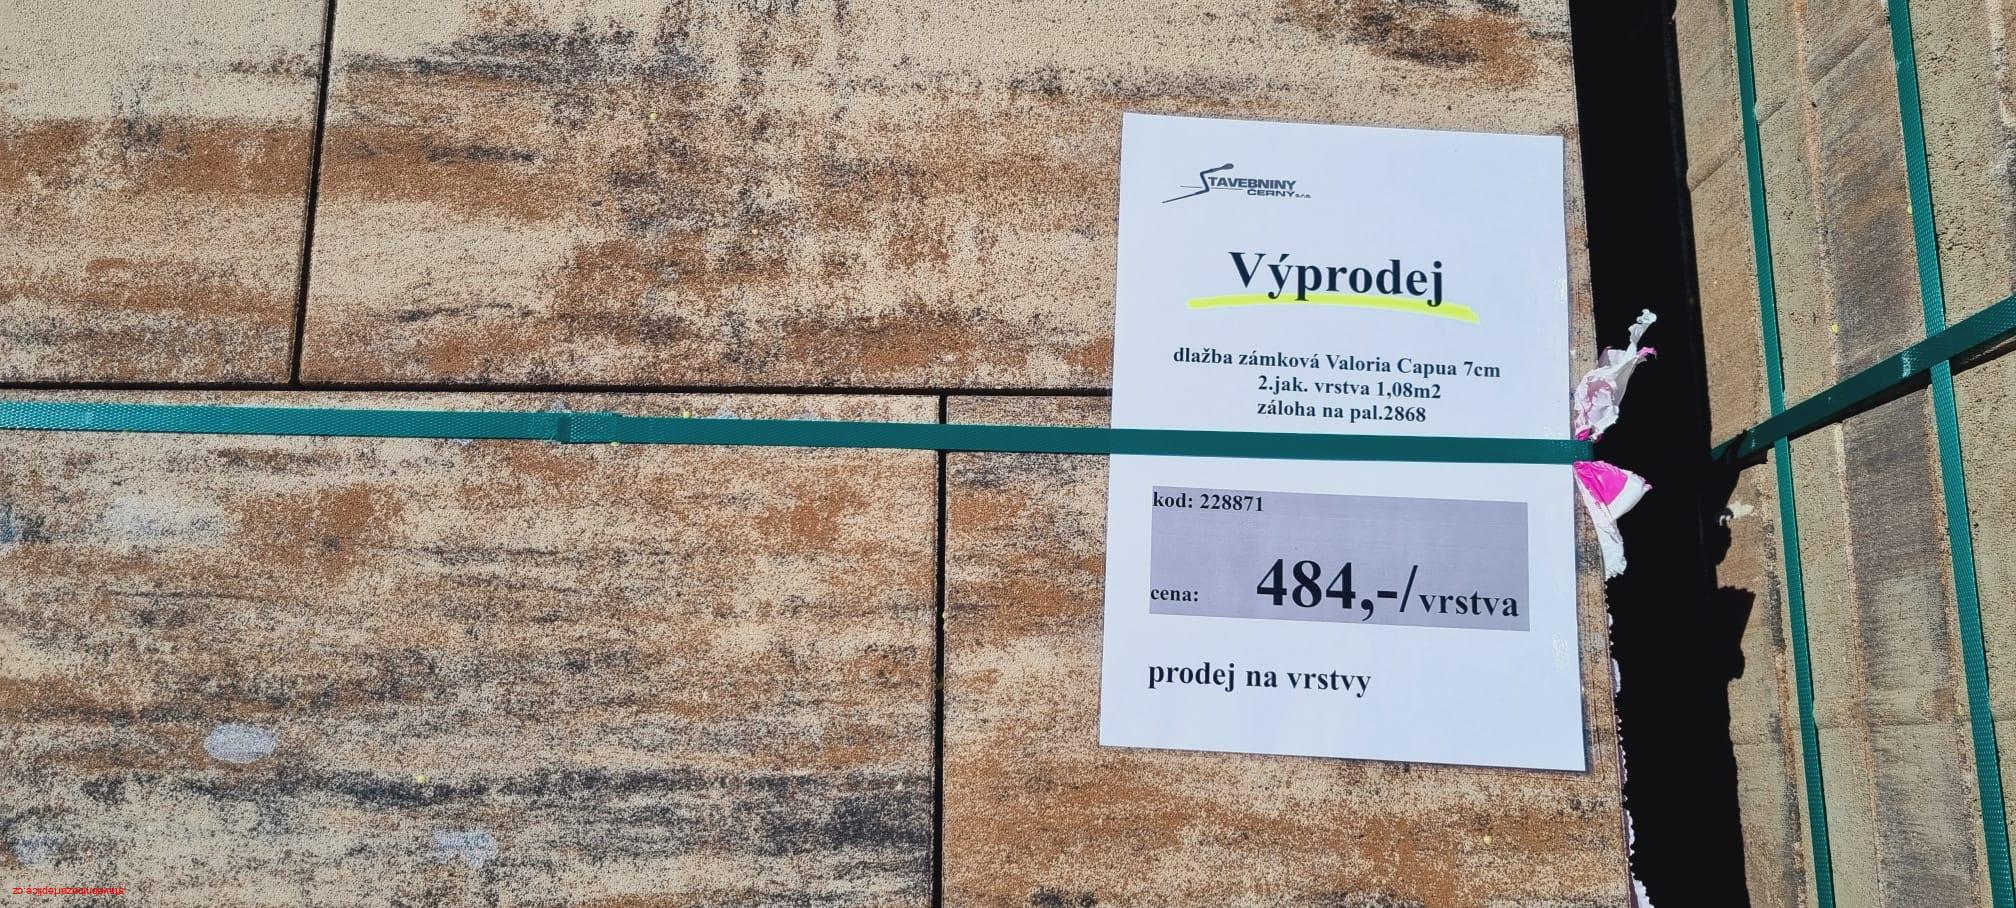 STAVEBNINY
ČERNÝ s.r.o.
Výprodej
dlažba zámková Valoria Capua 7cm
2.jak. vrstva 1,08m2
záloha na pal.2868
kod: 228871
cena: 484,-/vrstva
prodej na vrstvy